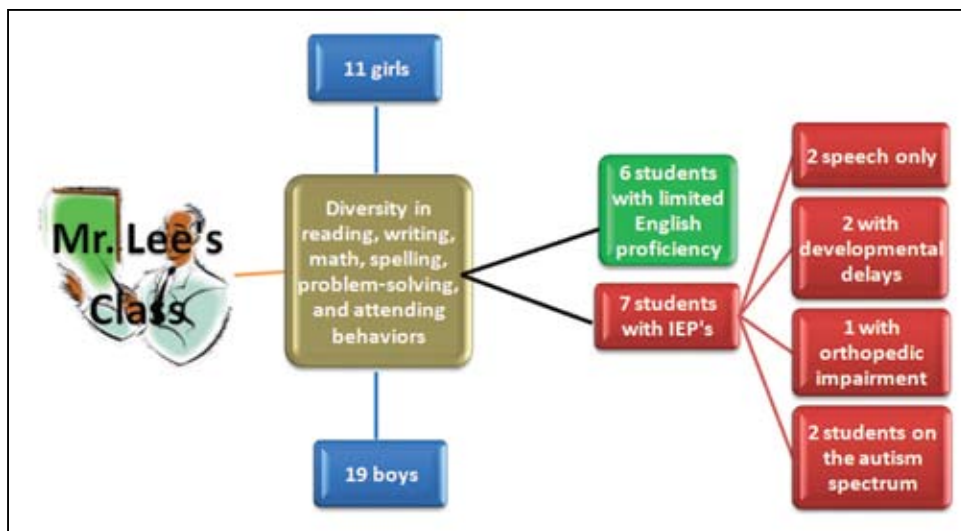 11 girls
Mr. Lee's
Class
Diversity in
reading, writing,
math, spelling,
problem-solving,
and attending
behaviors
19 boys
6 students
with limited
English
proficiency
7 students
with IEP's
2 speech only
2 with
developmental
delays
1 with
orthopedic
impairment
2 students on
the autism
spectrum